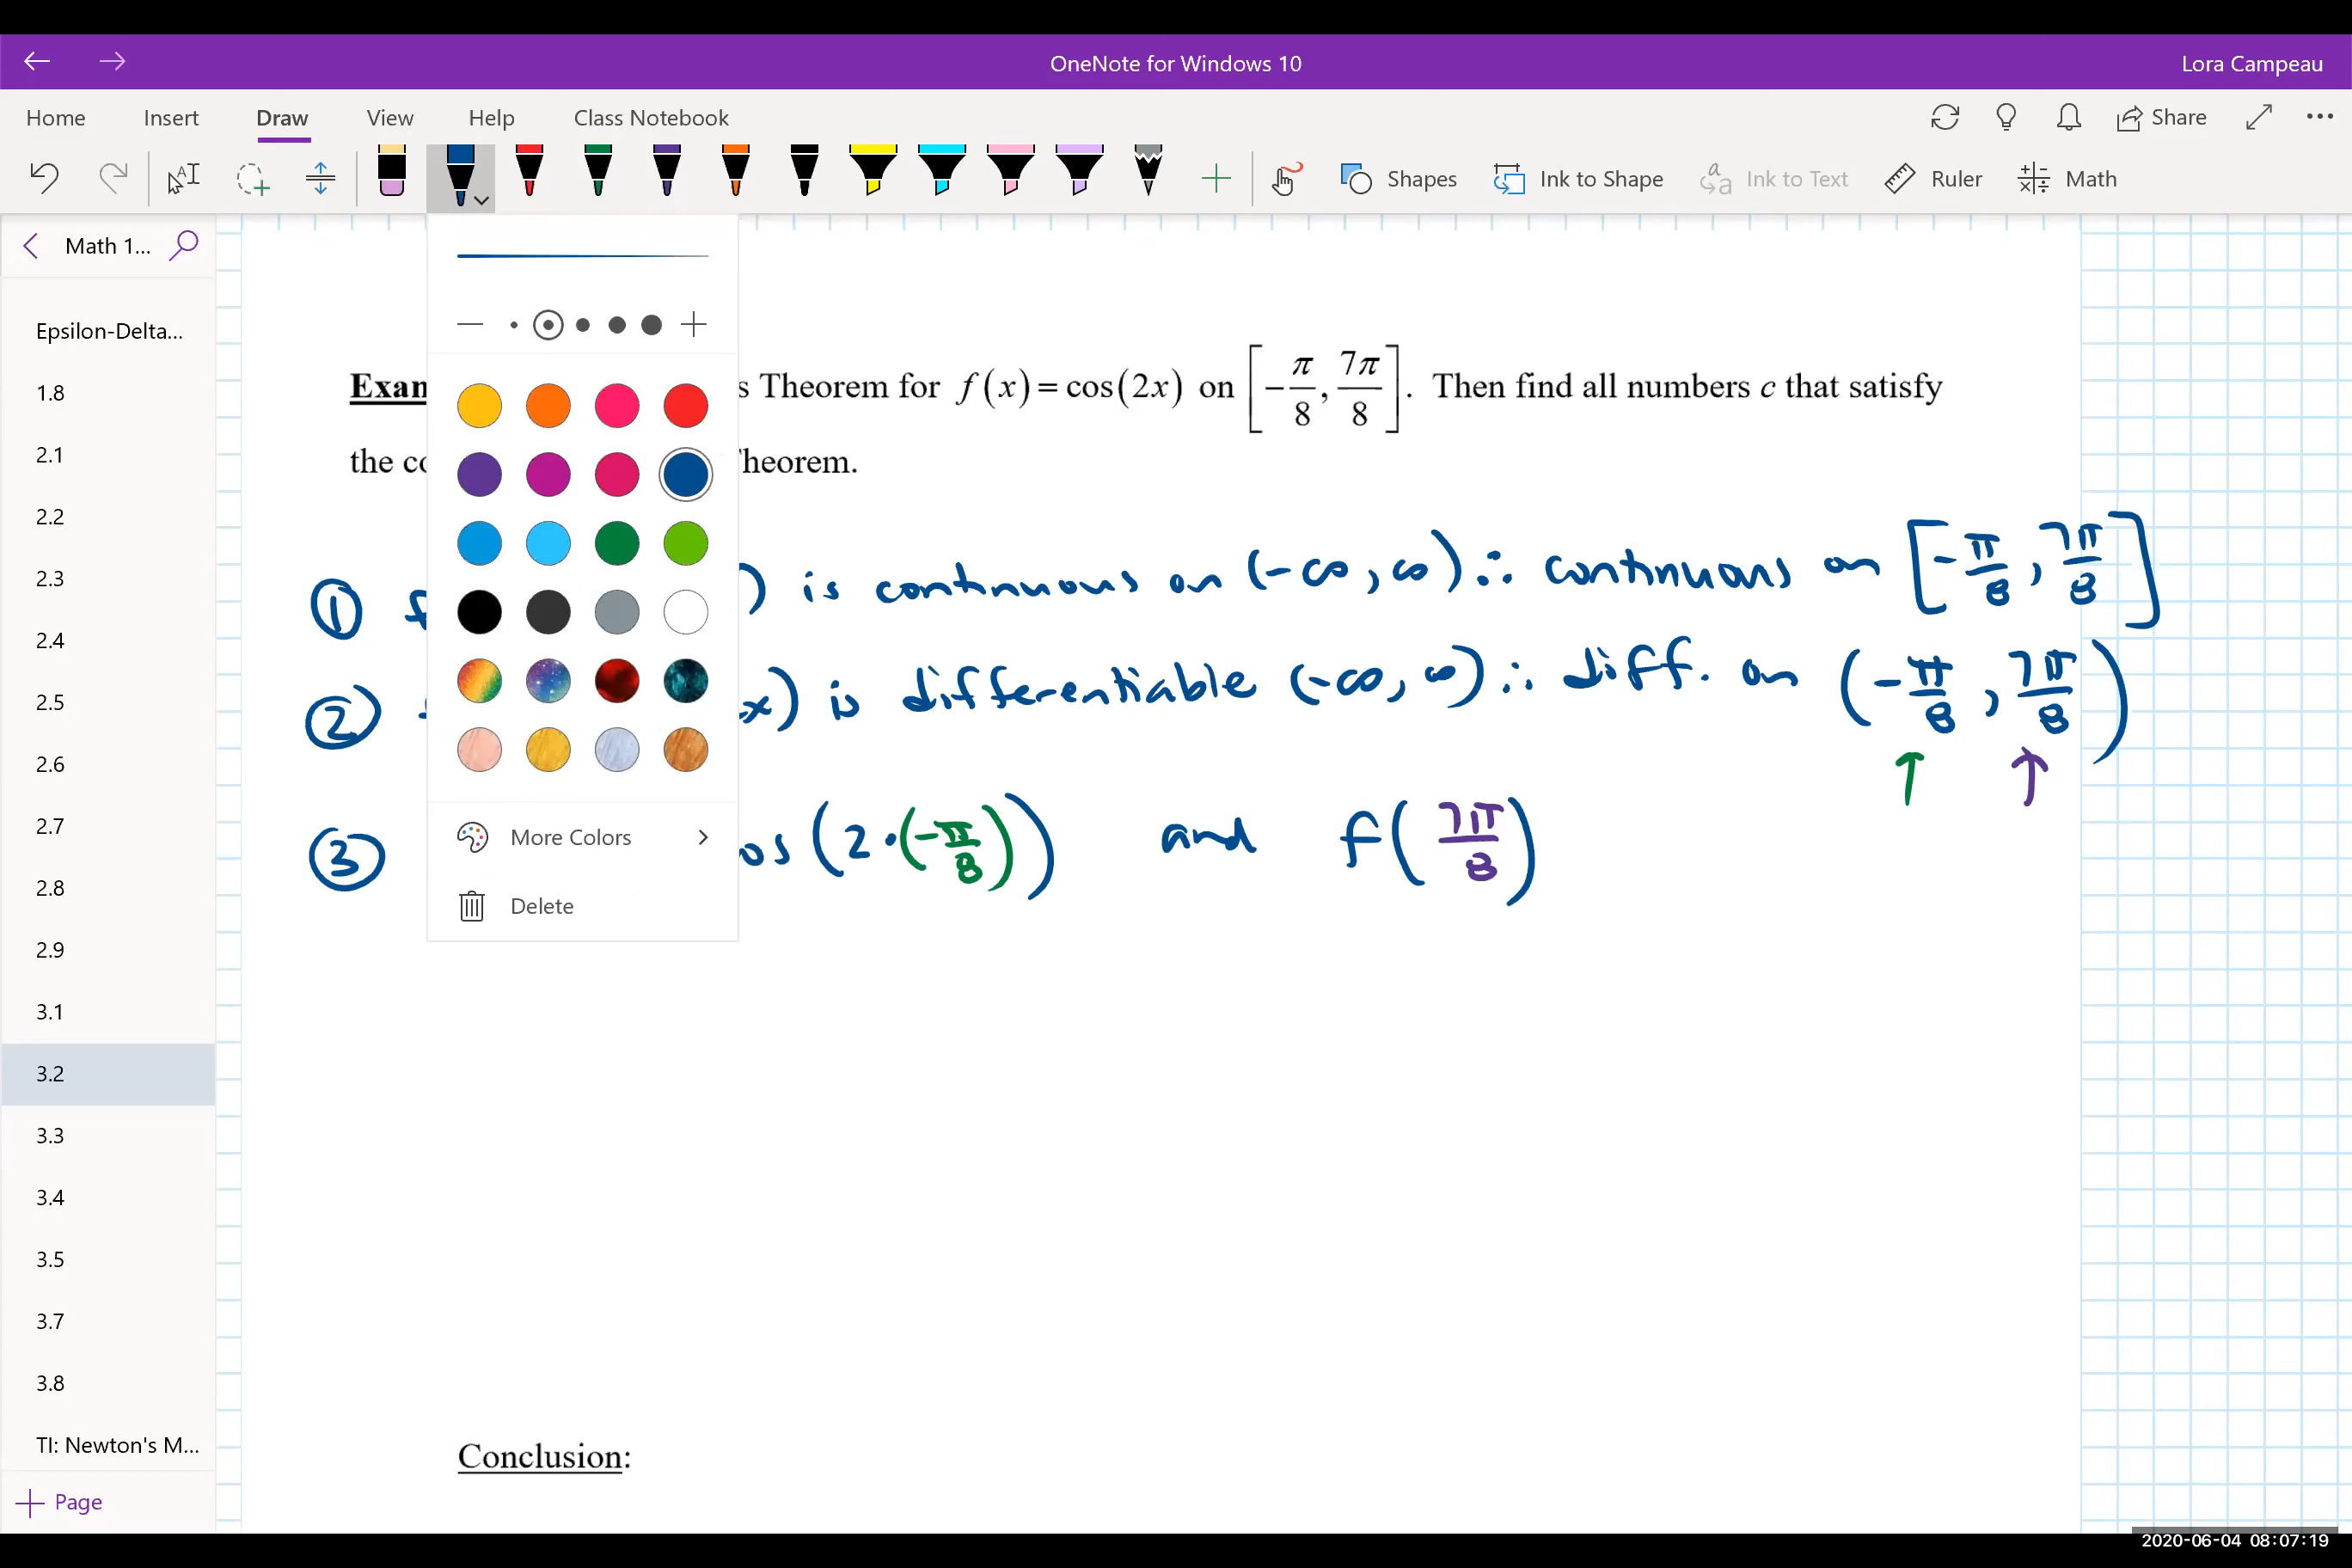 OneNote for Windows 10
Lora Campeau
Home Insert Draw View Help Class Notebook Share
Shapes Ink to Shape Ink to Text Ruler Math
Math 1...
Epsilon-Delta...
1.8
2.1
2.2
2.3
2.4
2.5
2.6
2.7
2.8
2.9
3.1
3.2
3.3
3.4
3.5
3.7
3.8
TI: Newton's M...
Page
More Colors
Delete
Exam s Theorem for f(x) = cos(2x) on [-π/8, 7π/8]. Then find all numbers c that satisfy
the co heorem.
① f ) is continuous on (-∞, ∞) ∴ continuous on [-π/8, 7π/8]
② x) is differentiable (-∞, ∞) ∴ diff. on (-π/8, 7π/8)
↑ ↑
③ os (2·(-π/8)) and f(7π/8)
Conclusion:
2020-06-04 08:07:19